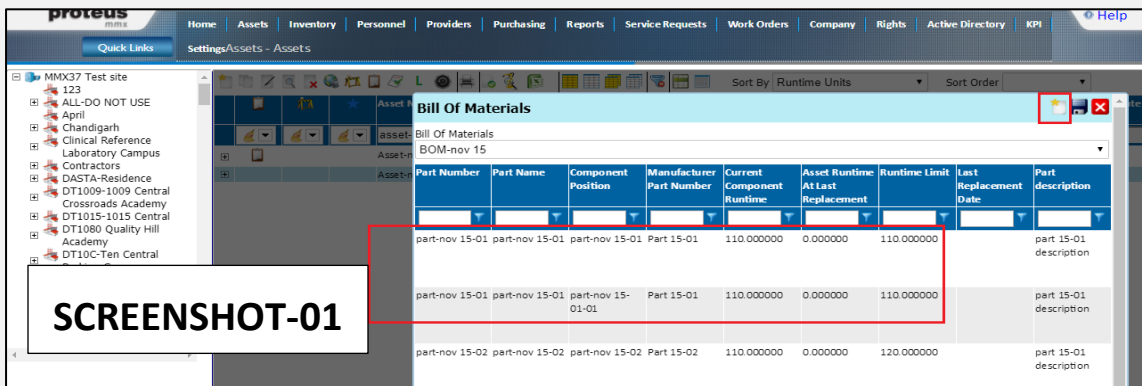 proteus
mmx
Home Assets Inventory Personnel Providers Purchasing Reports Service Requests Work Orders Company Rights Active Directory KPI
Help
Quick Links
SettingsAssets - Assets
MMX37 Test site
123
ALL-DO NOT USE
April
Chandigarh
Clinical Reference
Laboratory Campus
Contractors
DASTA-Residence
DT1009-1009 Central
Crossroads Academy
DT1015-1015 Central
DT1080 Quality Hill
Academy
DT10C-Ten Central
Sort By Runtime Units Sort Order
Asset
asset-
Asset-n
Asset-n
Bill Of Materials
Bill Of Materials
BOM-nov 15
Part Number Part Name Component Manufacturer Current Asset Runtime Runtime Limit Last Part
Position Part Number Component At Last Replacement description
Runtime Replacement Date
part-nov 15-01 part-nov 15-01 part-nov 15-01 Part 15-01 110.000000 0.000000 110.000000 part 15-01
description
part-nov 15-01 part-nov 15-01 part-nov 15- Part 15-01 110.000000 0.000000 110.000000 part 15-01
01-01 description
part-nov 15-02 part-nov 15-02 part-nov 15-02 Part 15-02 110.000000 0.000000 120.000000 part 15-01
description
SCREENSHOT-01